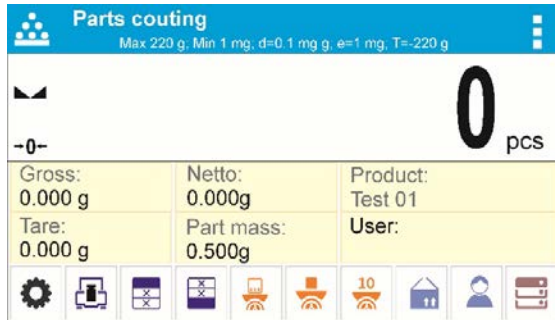 Parts couting
Max 220 g; Min 1 mg, d=0.1 mg g; e=1 mg; T=-220 g
0 pcs
→0←
Gross: Netto: Product:
0.000 g 0.000g Test 01
Tare: Part mass: User:
0.000 g 0.500g
10